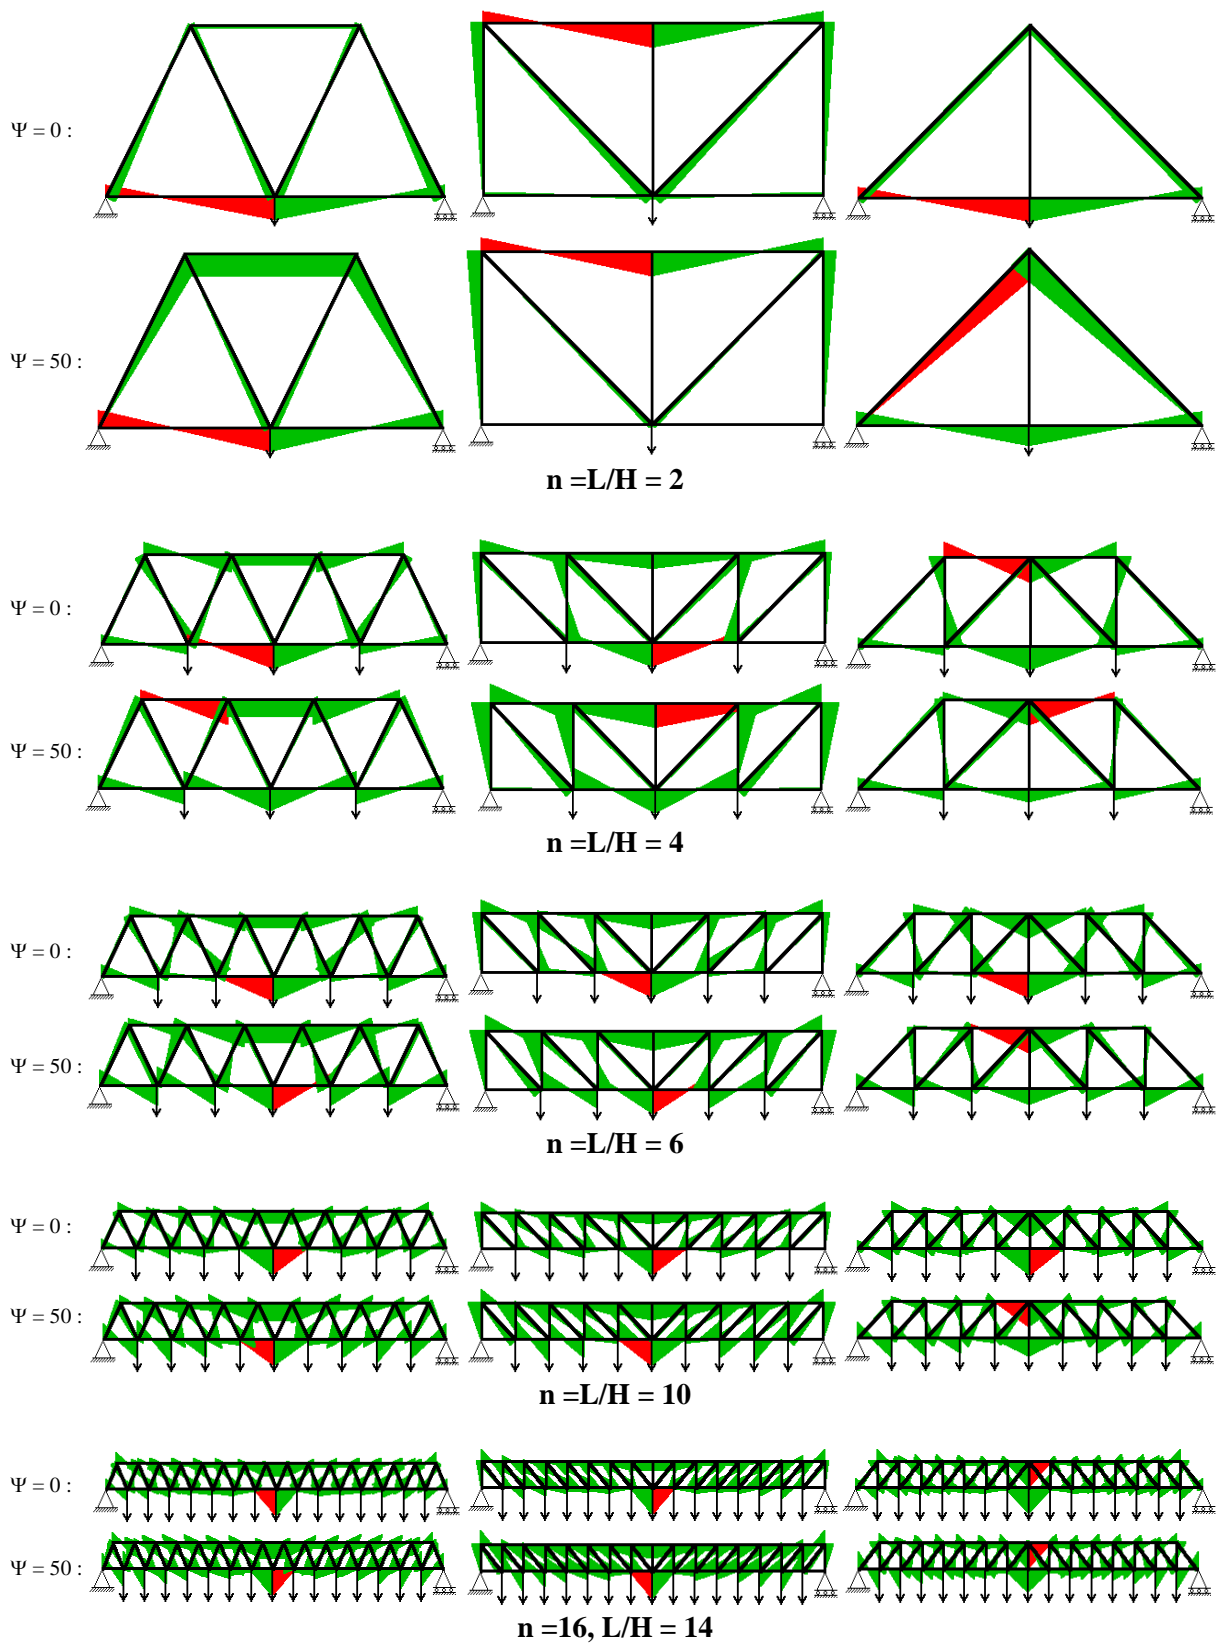 Ψ = 0 :
Ψ = 50 :
n =L/H = 2
Ψ = 0 :
Ψ = 50 :
n =L/H = 4
Ψ = 0 :
Ψ = 50 :
n =L/H = 6
Ψ = 0 :
Ψ = 50 :
n =L/H = 10
Ψ = 0 :
Ψ = 50 :
n =16, L/H = 14